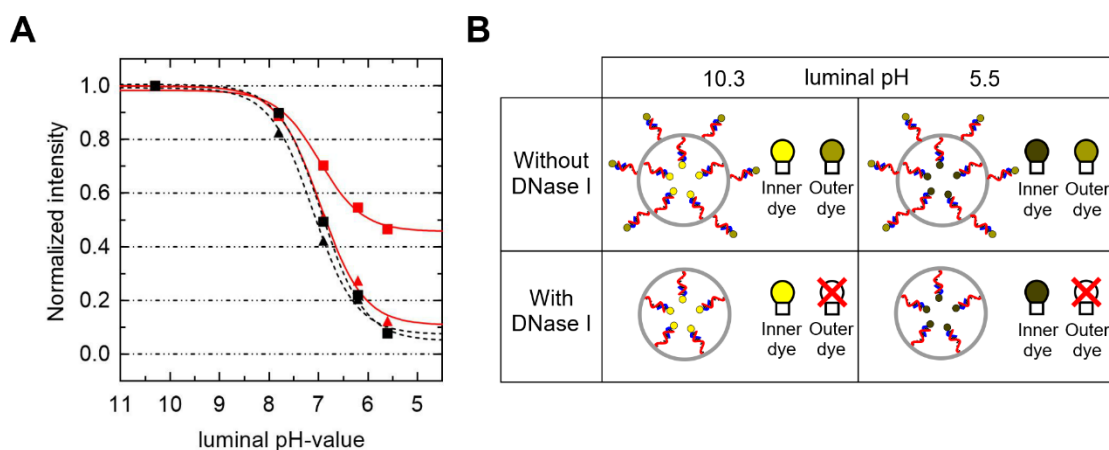 A
Normalized intensity
1.0
0.8
0.6
0.4
0.2
0.0
11 10 9 8 7 6 5
luminal pH-value
B
10.3 luminal pH 5.5
Without
DNase I
Inner
dye
Outer
dye
Inner
dye
Outer
dye
With
DNase I
Inner
dye
Outer
dye
Inner
dye
Outer
dye